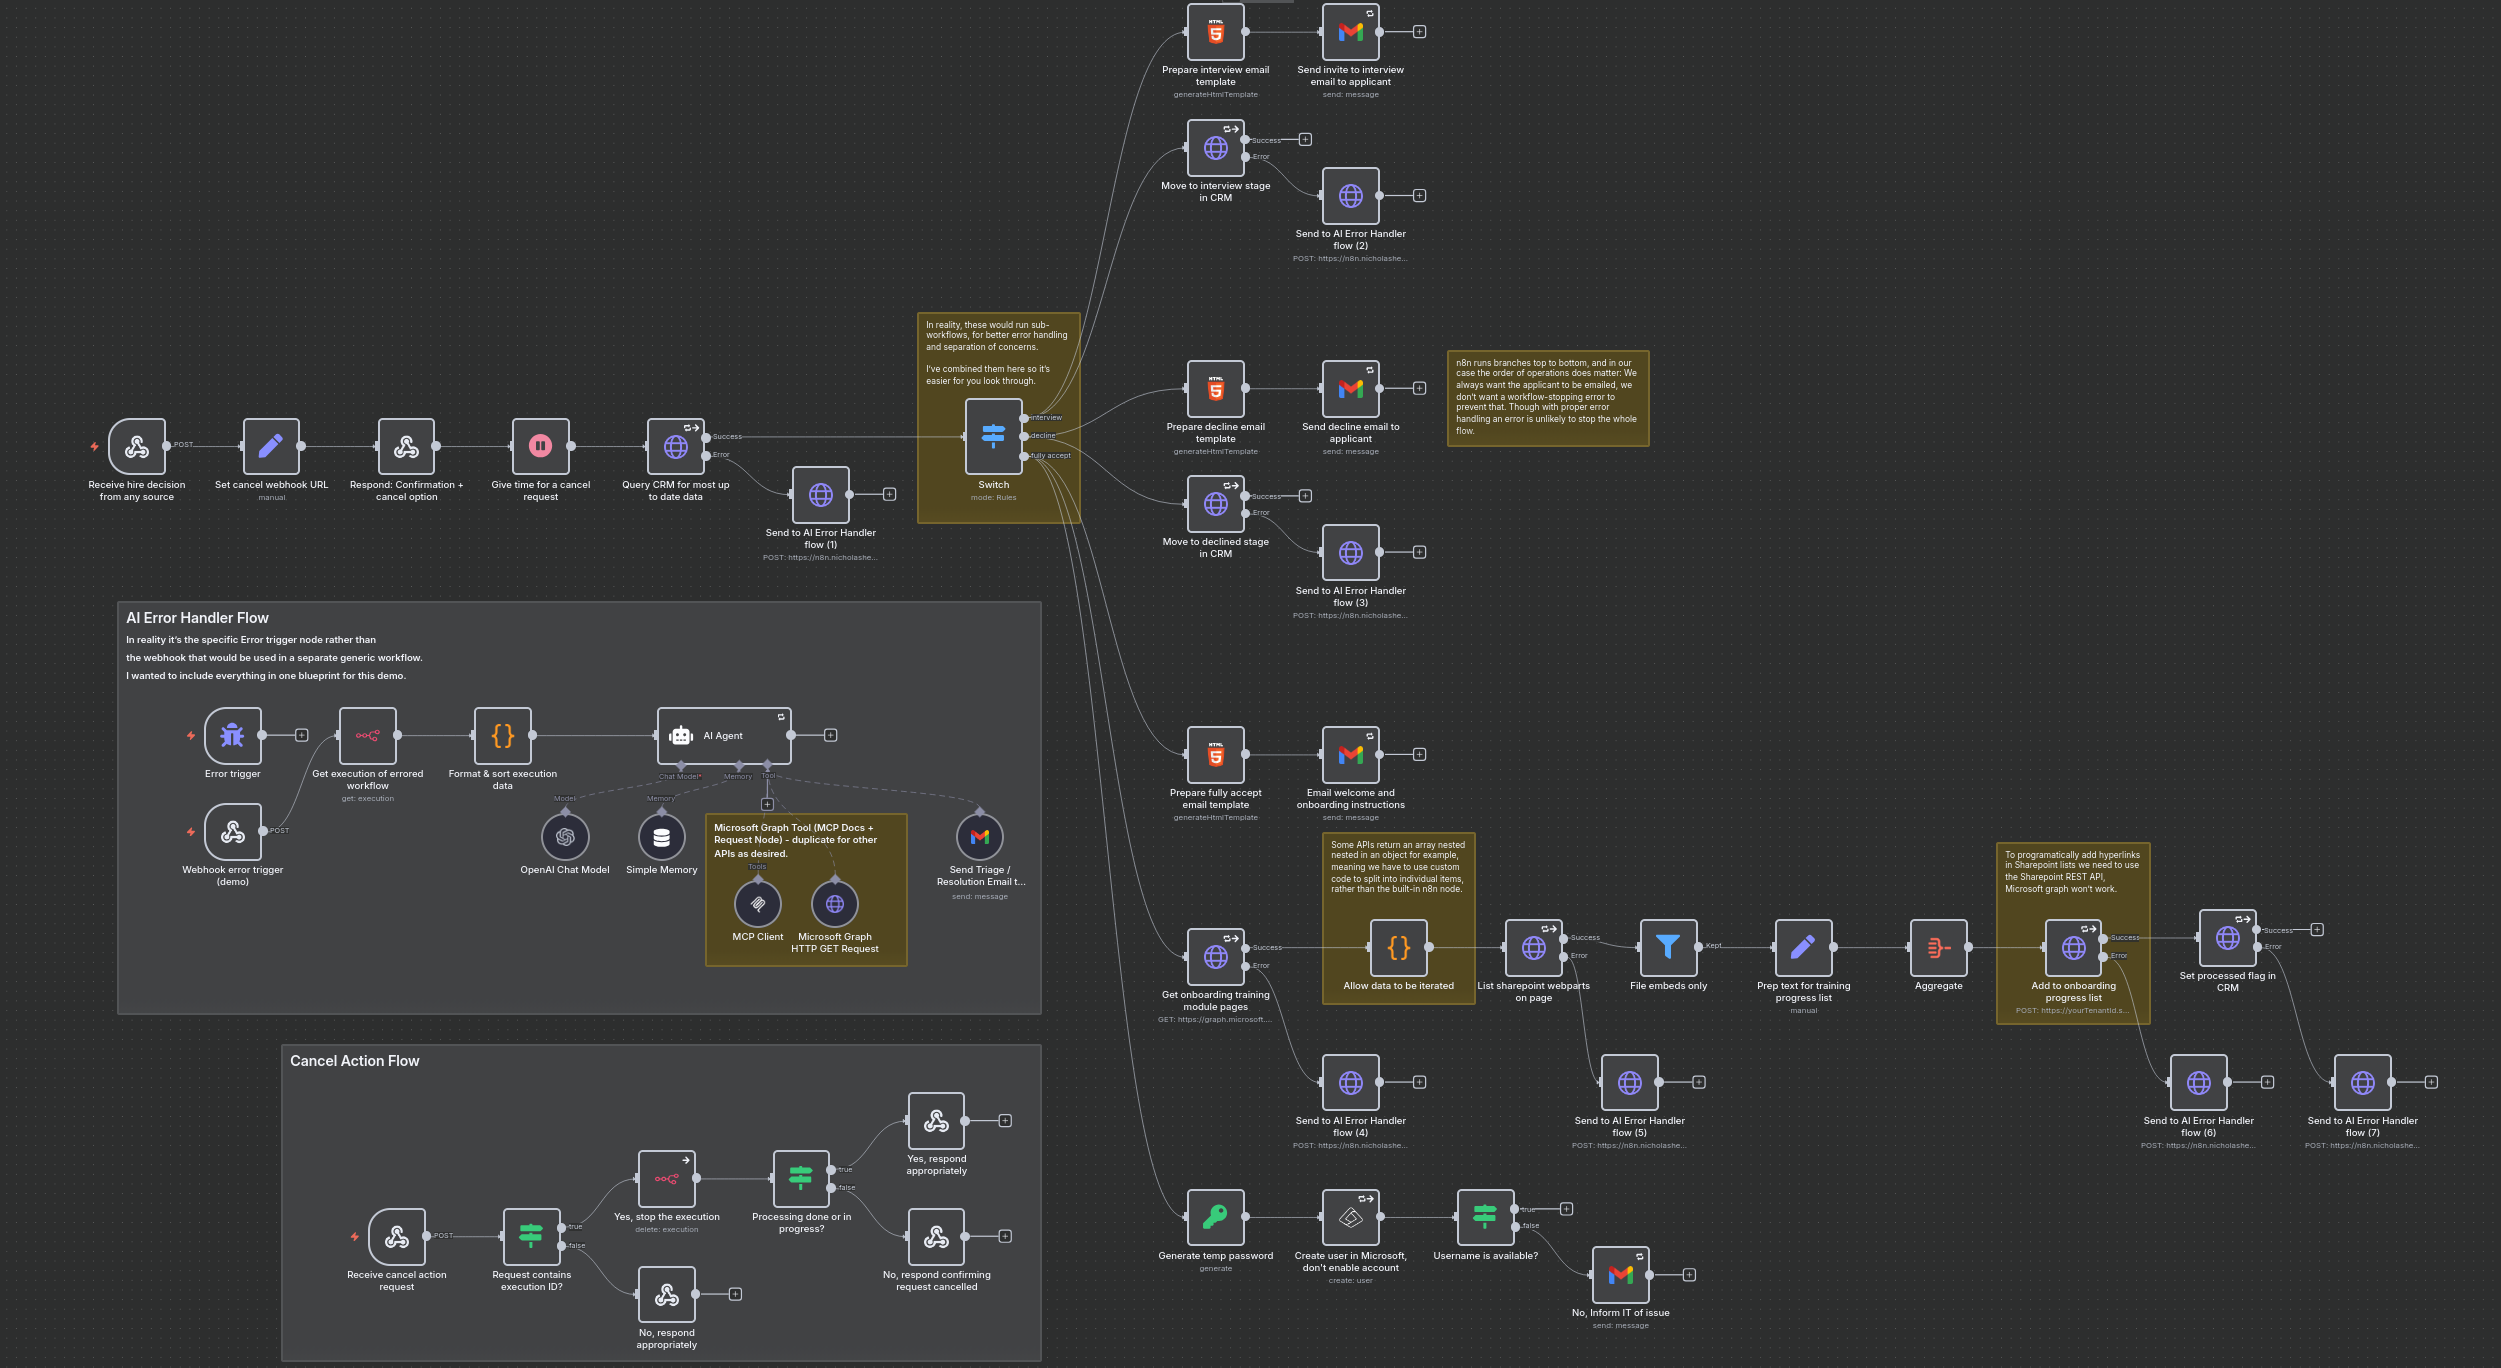 HTML
Prepare interview email
template
generateHtmlTemplate
Send invite to interview
email to applicant
send: message
Success
Error
Move to interview stage
in CRM
Send to AI Error Handler
flow (2)
POST: https://n8n.nicholashe...
In reality, these would run sub-
workflows, for better error handling
and separation of concerns.
I've combined them here so it's
easier for you look through.
interview
decline
fully accept
Switch
mode: Rules
POST
Receive hire decision
from any source
Set cancel webhook URL
manual
Respond: Confirmation +
cancel option
Give time for a cancel
request
Success
Error
Query CRM for most up
to date data
Send to AI Error Handler
flow (1)
POST: https://n8n.nicholashe...
HTML
Prepare decline email
template
generateHtmlTemplate
Send decline email to
applicant
send: message
n8n runs branches top to bottom, and in our
case the order of operations does matter: We
always want the applicant to be emailed, we
don't want a workflow-stopping error to
prevent that. Though with proper error
handling an error is unlikely to stop the whole
flow.
Success
Error
Move to declined stage
in CRM
Send to AI Error Handler
flow (3)
POST: https://n8n.nicholashe...
AI Error Handler Flow
In reality it's the specific Error trigger node rather than
the webhook that would be used in a separate generic workflow.
I wanted to include everything in one blueprint for this demo.
Error trigger
Get execution of errored
workflow
get: execution
Format & sort execution
data
AI Agent
Chat Model*
Memory
Tool
POST
Webhook error trigger
(demo)
Model
OpenAI Chat Model
Memory
Simple Memory
Microsoft Graph Tool (MCP Docs +
Request Node) - duplicate for other
APIs as desired.
Tools
MCP Client
Microsoft Graph
HTTP GET Request
Send Triage /
Resolution Email t...
send: message
HTML
Prepare fully accept
email template
generateHtmlTemplate
Email welcome and
onboarding instructions
send: message
Some APIs return an array nested
nested in an object for example,
meaning we have to use custom
code to split into individual items,
rather than the built-in n8n node.
Success
Error
Get onboarding training
module pages
GET: https://graph.microsoft....
Allow data to be iterated
Success
Error
List sharepoint webparts
on page
Kept
File embeds only
Prep text for training
progress list
manual
Aggregate
To programatically add hyperlinks
in Sharepoint lists we need to use
the Sharepoint REST API,
Microsoft graph won't work.
Success
Error
Add to onboarding
progress list
POST: https://yourTenantId.s...
Success
Error
Set processed flag in
CRM
Send to AI Error Handler
flow (4)
POST: https://n8n.nicholashe...
Send to AI Error Handler
flow (5)
POST: https://n8n.nicholashe...
Send to AI Error Handler
flow (6)
POST: https://n8n.nicholashe...
Send to AI Error Handler
flow (7)
POST: https://n8n.nicholashe...
Cancel Action Flow
POST
Receive cancel action
request
true
false
Request contains
execution ID?
Yes, stop the execution
delete: execution
true
false
Processing done or in
progress?
Yes, respond
appropriately
No, respond confirming
request cancelled
No, respond
appropriately
Generate temp password
generate
Create user in Microsoft,
don't enable account
create: user
true
false
Username is available?
No, Inform IT of issue
send: message